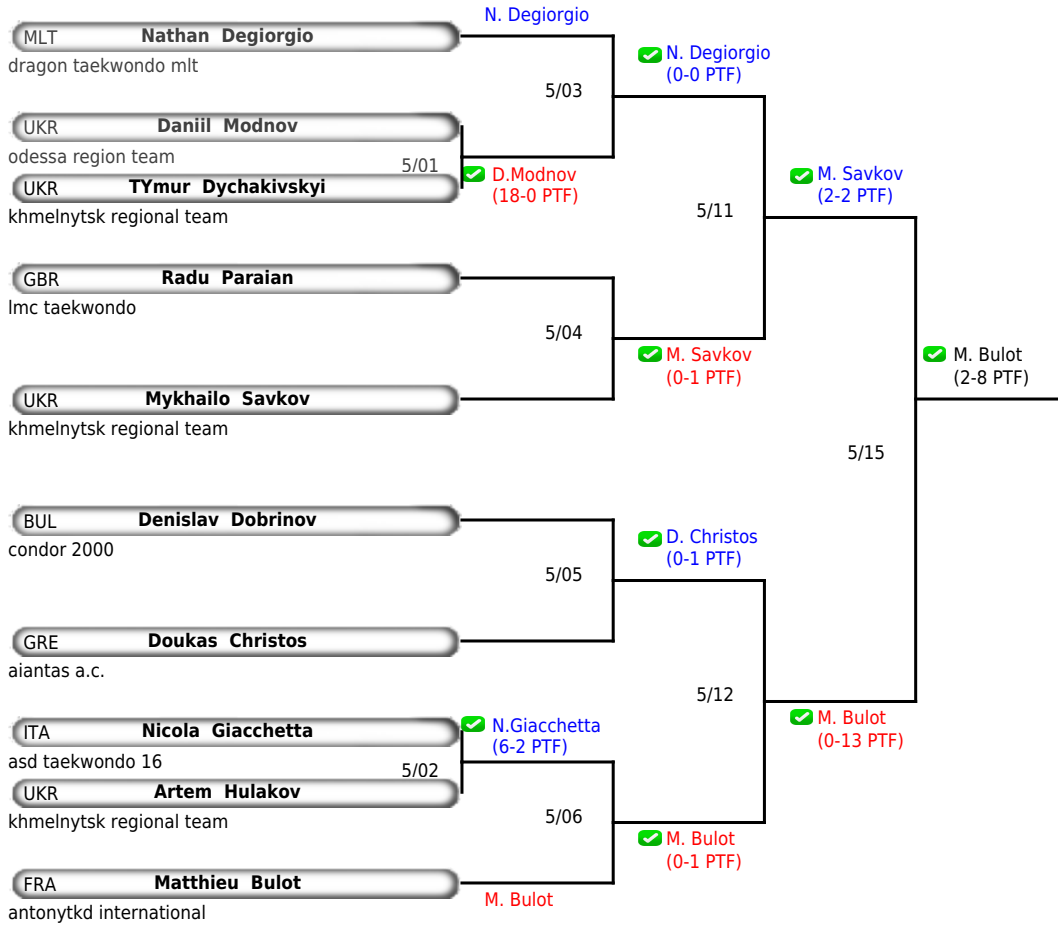 N. Degiorgio
MLT Nathan Degiorgio
dragon taekwondo mlt
N. Degiorgio
(0-0 PTF)
5/03
UKR Daniil Modnov
odessa region team
5/01
D.Modnov
(18-0 PTF)
UKR TYmur Dychakivskyi
khmelnytsk regional team
M. Savkov
(2-2 PTF)
5/11
GBR Radu Paraian
lmc taekwondo
5/04
M. Savkov
(0-1 PTF)
M. Bulot
(2-8 PTF)
UKR Mykhailo Savkov
khmelnytsk regional team
5/15
BUL Denislav Dobrinov
condor 2000
D. Christos
(0-1 PTF)
5/05
GRE Doukas Christos
aiantas a.c.
5/12
M. Bulot
(0-13 PTF)
ITA Nicola Giacchetta
asd taekwondo 16
N.Giacchetta
(6-2 PTF)
5/02
UKR Artem Hulakov
khmelnytsk regional team
5/06
M. Bulot
(0-1 PTF)
FRA Matthieu Bulot
antonytkd international
M. Bulot